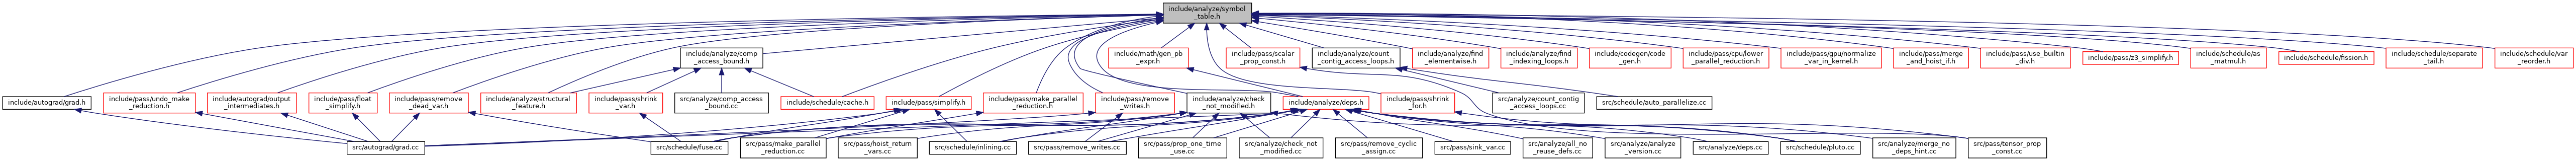 include/analyze/symbol
_table.h
include/analyze/comp
_access_bound.h
include/math/gen_pb
_expr.h
include/pass/scalar
_prop_const.h
include/analyze/count
_contig_access_loops.h
include/analyze/find
_elementwise.h
include/analyze/find
_indexing_loops.h
include/codegen/code
_gen.h
include/pass/cpu/lower
_parallel_reduction.h
include/pass/gpu/normalize
_var_in_kernel.h
include/pass/merge
_and_hoist_if.h
include/pass/use_builtin
_div.h
include/pass/z3_simplify.h
include/schedule/as
_matmul.h
include/schedule/fission.h
include/schedule/separate
_tail.h
include/schedule/var
_reorder.h
include/autograd/grad.h
include/pass/undo_make
_reduction.h
include/autograd/output
_intermediates.h
include/pass/float
_simplify.h
include/pass/remove
_dead_var.h
include/analyze/structural
_feature.h
include/pass/shrink
_var.h
src/analyze/comp_access
_bound.cc
include/schedule/cache.h
include/pass/simplify.h
include/pass/make_parallel
_reduction.h
include/pass/remove
_writes.h
include/analyze/check
_not_modified.h
include/analyze/deps.h
include/pass/shrink
_for.h
src/analyze/count_contig
_access_loops.cc
src/schedule/auto_parallelize.cc
src/autograd/grad.cc
src/schedule/fuse.cc
src/pass/make_parallel
_reduction.cc
src/pass/hoist_return
_vars.cc
src/schedule/inlining.cc
src/pass/remove_writes.cc
src/pass/prop_one_time
_use.cc
src/analyze/check_not
_modified.cc
src/pass/remove_cyclic
_assign.cc
src/pass/sink_var.cc
src/analyze/all_no
_reuse_defs.cc
src/analyze/analyze
_version.cc
src/analyze/deps.cc
src/schedule/pluto.cc
src/analyze/merge_no
_deps_hint.cc
src/pass/tensor_prop
_const.cc